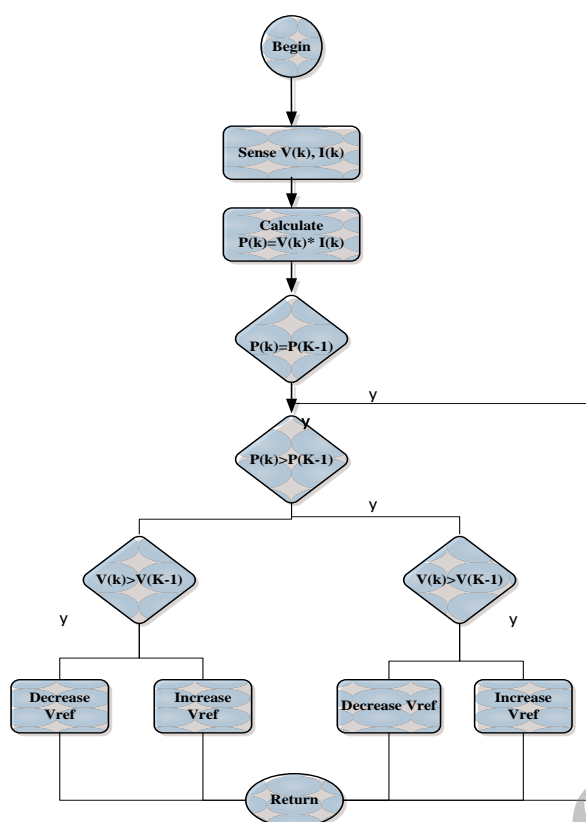 Begin
Sense V(k), I(k)
Calculate
P(k)=V(k)* I(k)
P(k)=P(K-1)
y
y
P(k)>P(K-1)
y
V(k)>V(K-1)
V(k)>V(K-1)
y
y
Decrease
Vref
Increase
Vref
Decrease Vref
Increase
Vref
Return